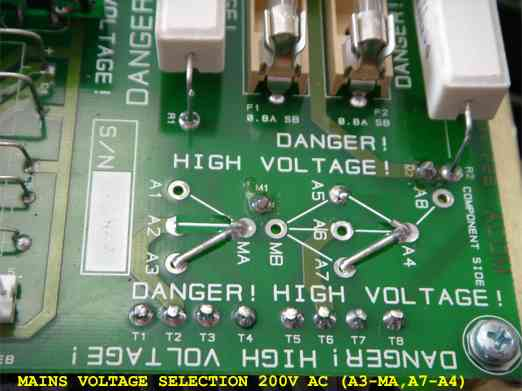 VOLTAGE!
DANGER!
AGE!
DANGER!
R1
F1
0.8A SB
F2
0.8A SB
S/N
DANGER!
HIGH VOLTAGE!
A1
A2
A3
M1
MA
MB
A5
A6
A7
A8
A4
R2
COMPONENT SIDE
DANGER! HIGH VOLTAGE!
T1 T2 T3 T4 T5 T6 T7 T8
DANGER! HIGH VOLTAGE!
MAINS VOLTAGE SELECTION 200V AC (A3-MA,A7-A4)